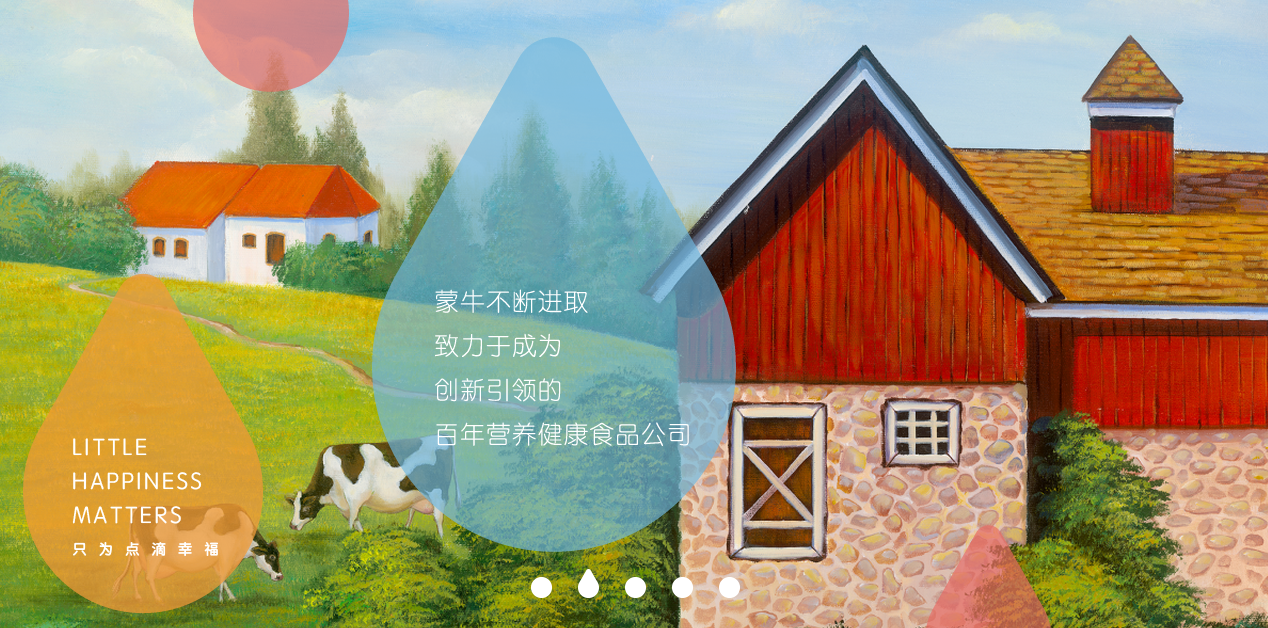 蒙牛不断进取
致力于成为
创新引领的
百年营养健康食品公司
LITTLE
HAPPINESS
MATTERS
只为点滴幸福